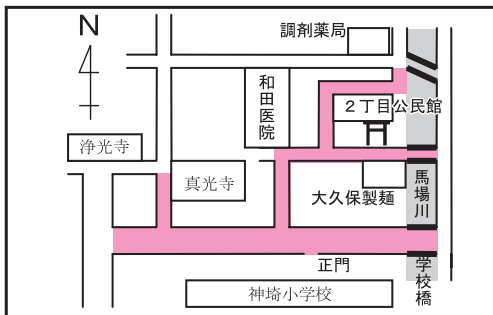 N
調剤薬局
和田医院
2丁目公民館
浄光寺
真光寺
大久保製麺
馬場川
正門
学校橋
神埼小学校